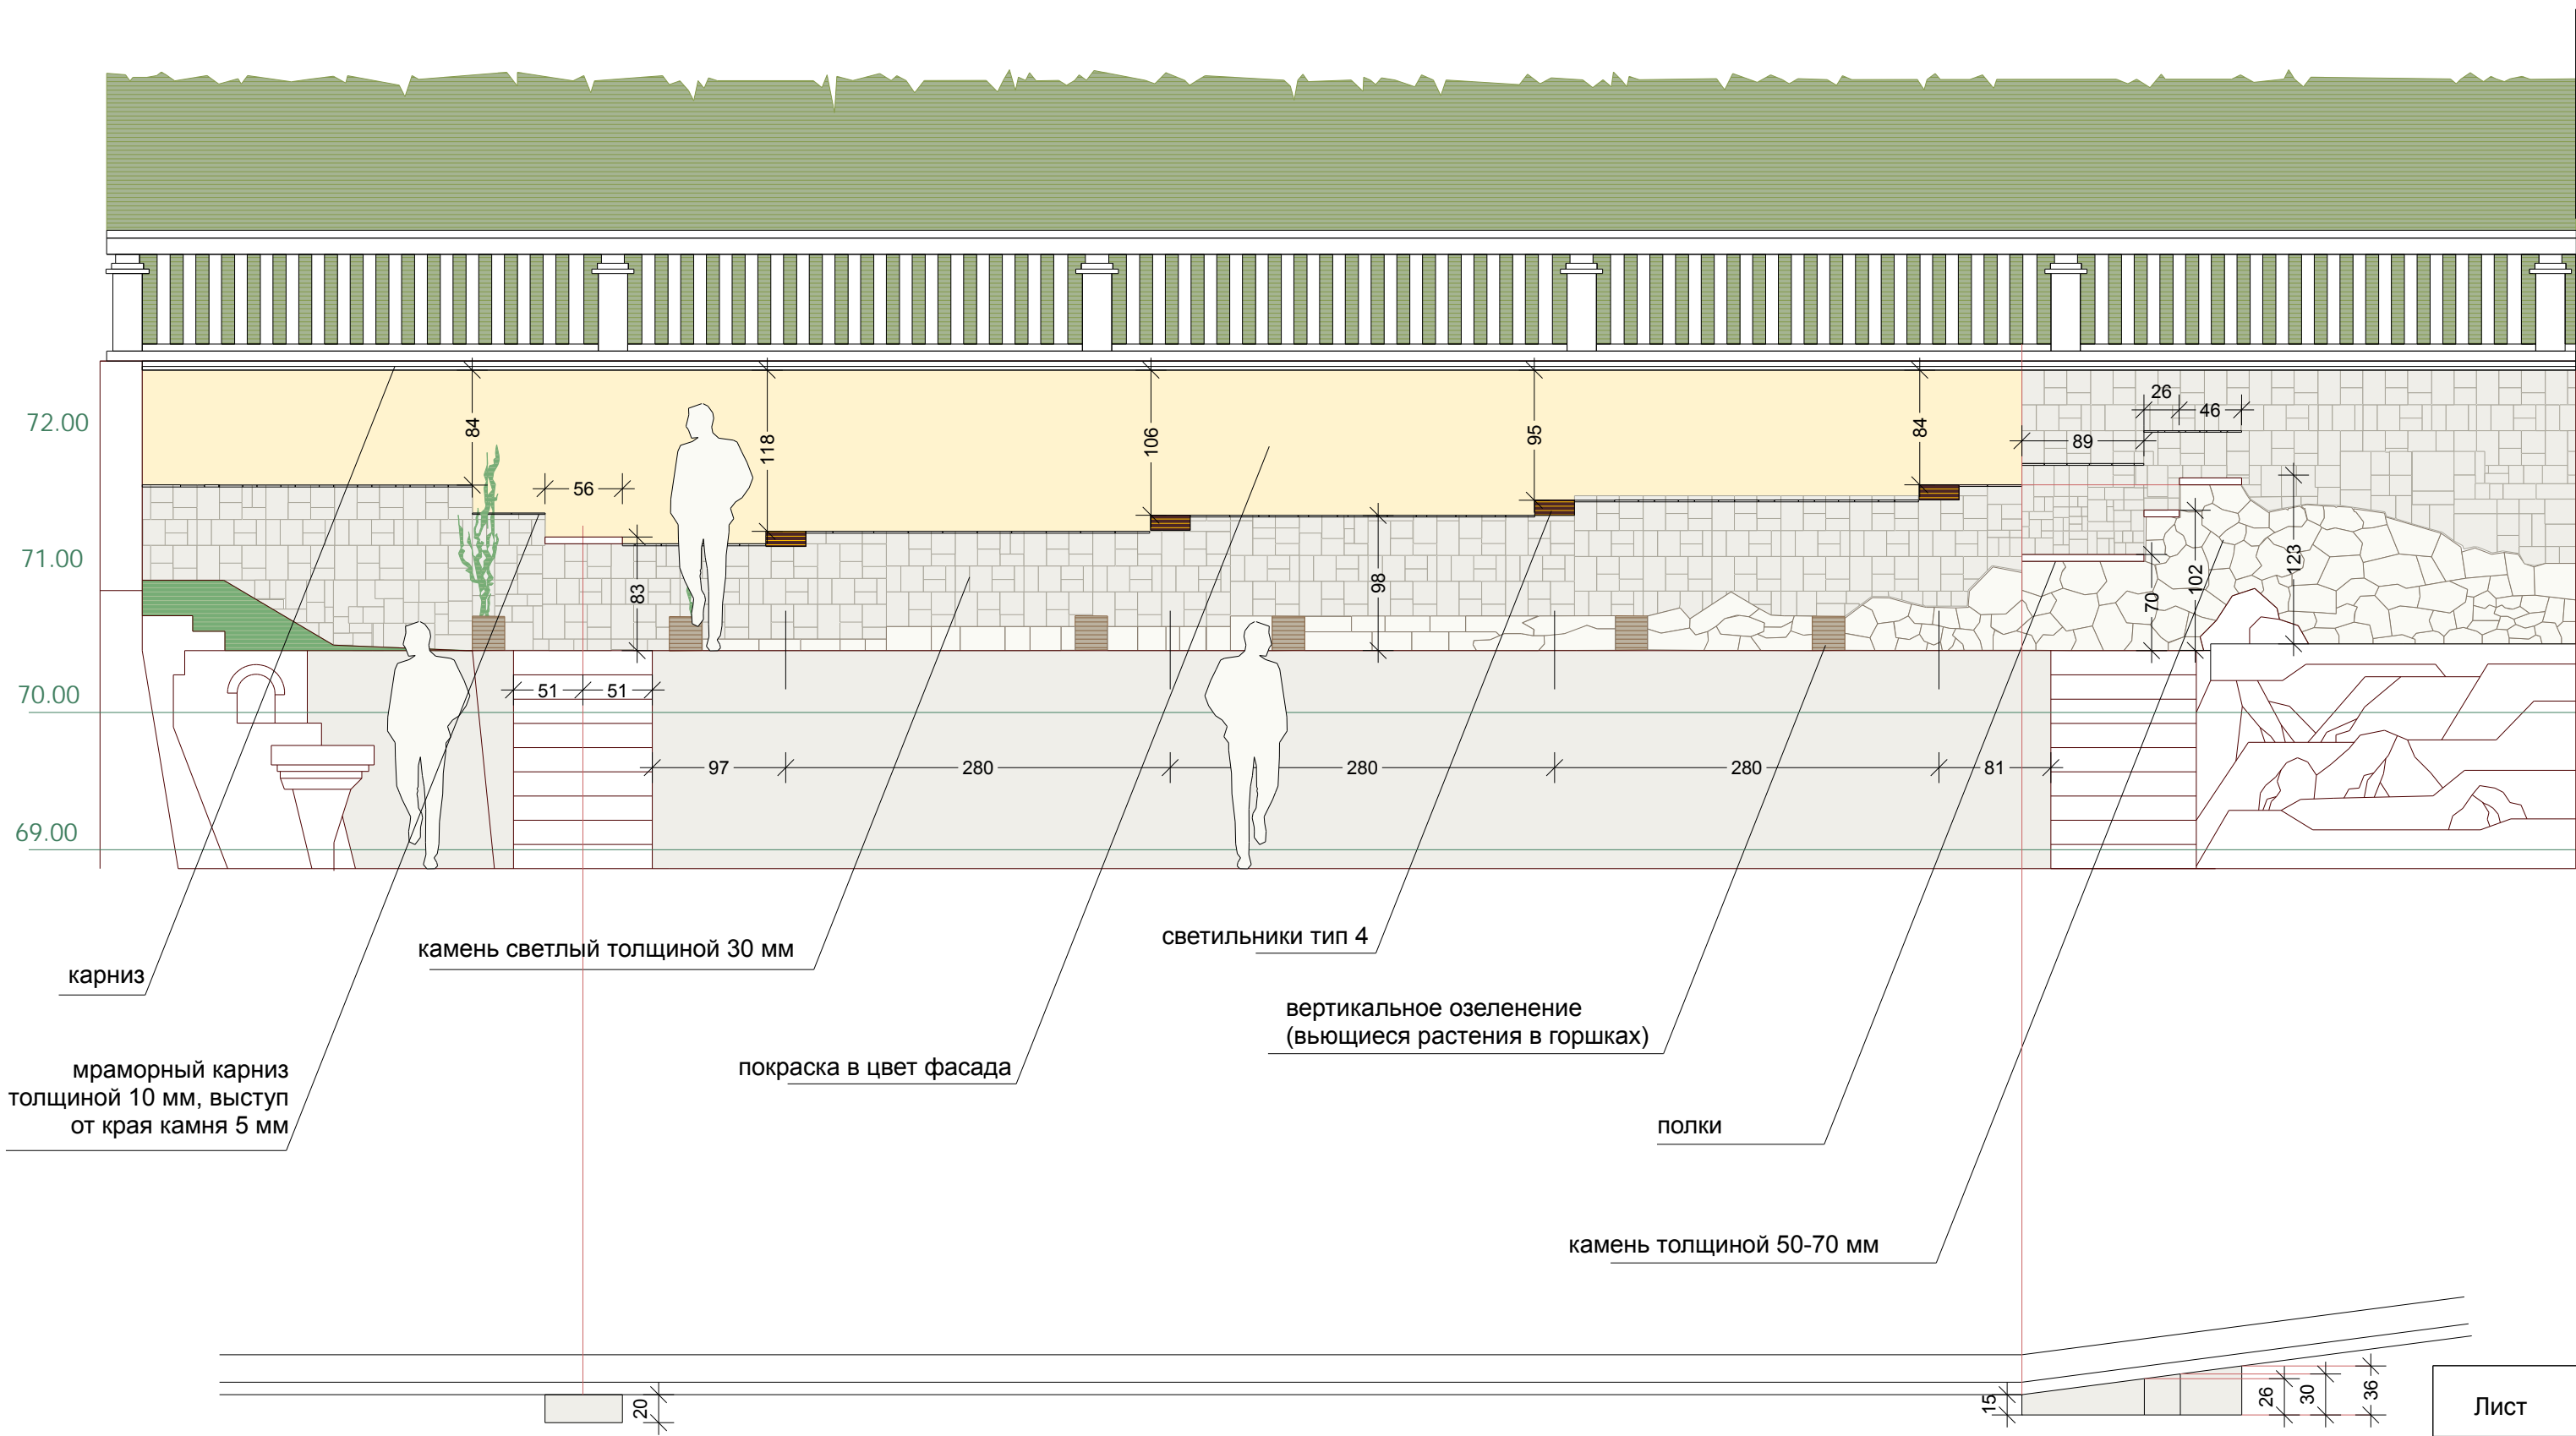 26
46
72.00
84
118
106
95
84
89
56
71.00
83
98
123
102
70
70.00
51
51
97
280
280
280
81
69.00
камень светлый толщиной 30 мм
светильники тип 4
карниз
вертикальное озеленение
(вьющиеся растения в горшках)
мраморный карниз
толщиной 10 мм, выступ
от края камня 5 мм
покраска в цвет фасада
полки
камень толщиной 50-70 мм
20
15
26
30
36
Лист